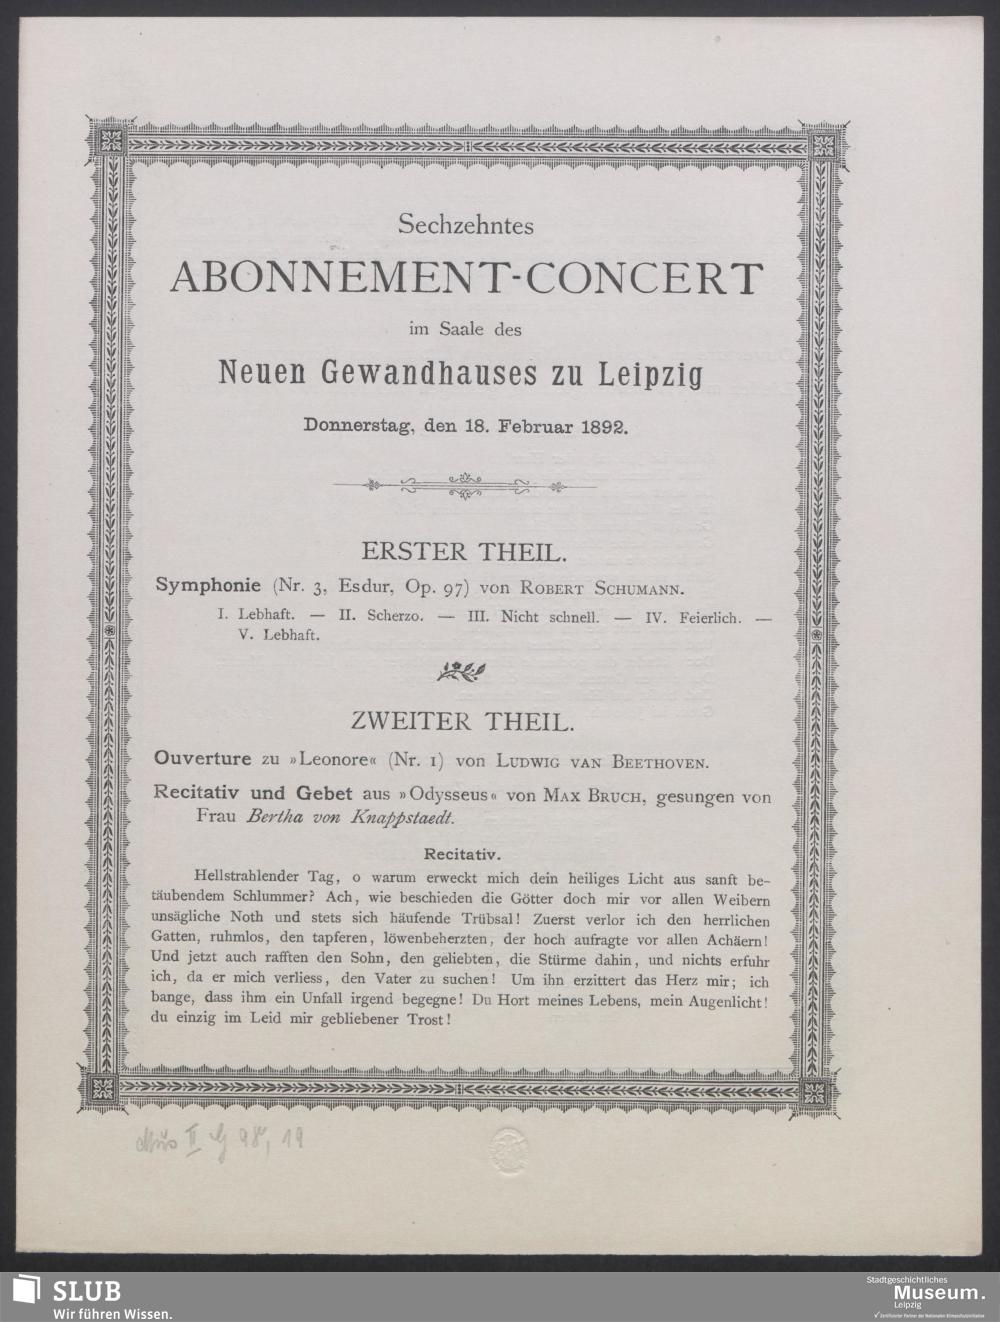 Sechzehntes
ABONNEMENT-CONCERT
im Saale des
Neuen Gewandhauses zu Leipzig
Donnerstag, den 18. Februar 1892.
ERSTER THEIL.
Symphonie (Nr. 3, Esdur, Op. 97) von ROBERT SCHUMANN.
I. Lebhaft. — II. Scherzo. — III. Nicht schnell. — IV. Feierlich. —
V. Lebhaft.
ZWEITER THEIL.
Ouverture zu »Leonore« (Nr. 1) von LUDWIG VAN BEETHOVEN.
Recitativ und Gebet aus »Odysseus« von MAX BRUCH, gesungen von
Frau Bertha von Knappstaedt.
Recitativ.
Hellstrahlender Tag, o warum erweckt mich dein heiliges Licht aus sanft be-
täubendem Schlummer? Ach, wie beschieden die Götter doch mir vor allen Weibern
unsägliche Noth und stets sich häufende Trübsal! Zuerst verlor ich den herrlichen
Gatten, ruhmlos, den tapferen, löwenbeherzten, der hoch aufragte vor allen Achäern!
Und jetzt auch rafften den Sohn, den geliebten, die Stürme dahin, und nichts erfuhr
ich, da er mich verliess, den Vater zu suchen! Um ihn erzittert das Herz mir; ich
bange, dass ihm ein Unfall irgend begegne! Du Hort meines Lebens, mein Augenlicht!
du einzig im Leid mir gebliebener Trost!
II 19
SLUB
Wir führen Wissen.
Stadtgeschichtliches
Museum.
Leipzig
Zertifizierter Partner der Nationalen Klimaschutzinitiative